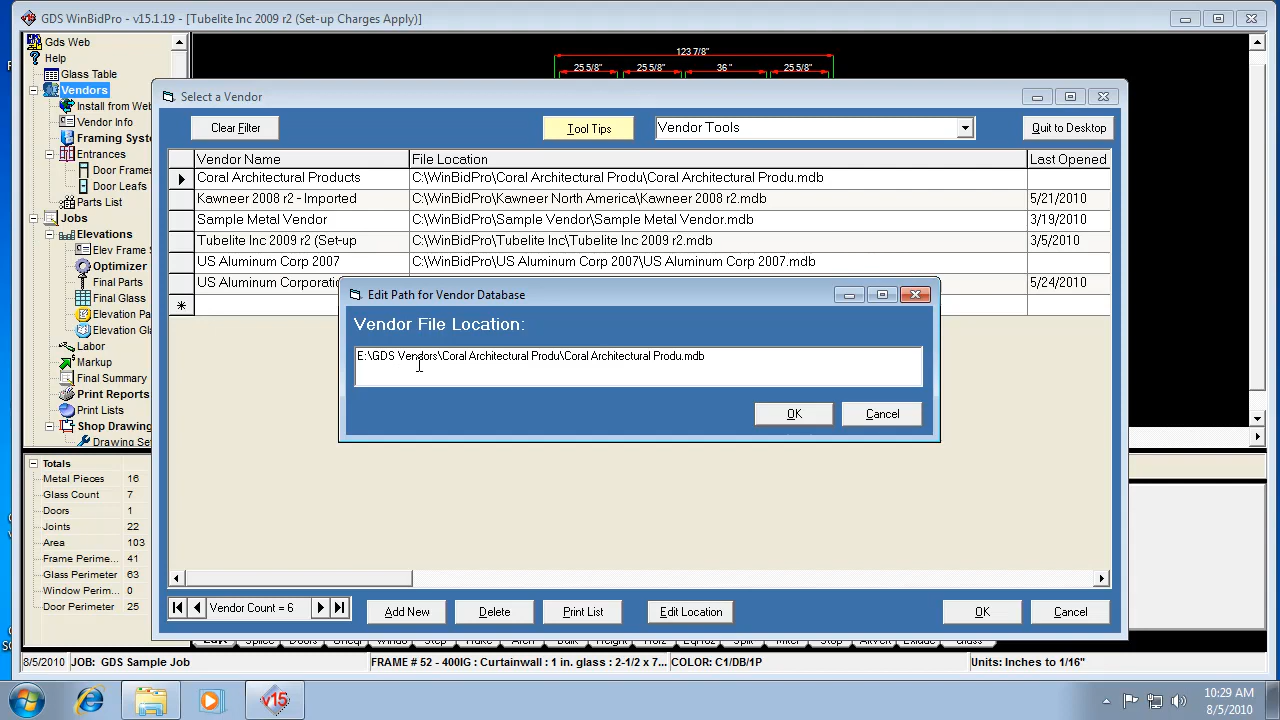 GDS WinBidPro - v15.1.19 - [Tubelite Inc 2009 r2 (Set-up Charges Apply)]
Gds Web
Help
Glass Table
Vendors
Install from Web
Vendor Info
Framing Syste
Entrances
Door Frames
Door Leafs
Parts List
Jobs
Elevations
Elev Frame S
Optimizer
Final Parts
Final Glass
Elevation Pa
Elevation Gla
Labor
Markup
Final Summary
Print Reports
Print Lists
Shop Drawing
Drawing Set
123 7/8"
25 5/8" 25 5/8" 36 " 25 5/8"
Select a Vendor
Clear Filter
Tool Tips
Vendor Tools
Quit to Desktop
Vendor Name File Location Last Opened
Coral Architectural Products C:\WinBidPro\Coral Architectural Produ\Coral Architectural Produ.mdb
Kawneer 2008 r2 - Imported C:\WinBidPro\Kawneer North America\Kawneer 2008 r2.mdb 5/21/2010
Sample Metal Vendor C:\WinBidPro\Sample Vendor\Sample Metal Vendor.mdb 3/19/2010
Tubelite Inc 2009 r2 (Set-up C:\WinBidPro\Tubelite Inc\Tubelite Inc 2009 r2.mdb 3/5/2010
US Aluminum Corp 2007 C:\WinBidPro\US Aluminum Corp 2007\US Aluminum Corp 2007.mdb
US Aluminum Corporatio 5/24/2010
Edit Path for Vendor Database
Vendor File Location:
E:\GDS Vendors\Coral Architectural Produ\Coral Architectural Produ.mdb
OK Cancel
Vendor Count = 6
Add New Delete Print List Edit Location OK Cancel
Totals
Metal Pieces 16
Glass Count 7
Doors 1
Joints 22
Area 103
Frame Perime... 41
Glass Perimeter 63
Window Perim... 0
Door Perimeter 25
8/5/2010 JOB: GDS Sample Job FRAME # 52 - 400IG : Curtainwall : 1 in. glass : 2-1/2 x 7... COLOR: C1/DB/1P Units: Inches to 1/16"
v15
10:29 AM
8/5/2010